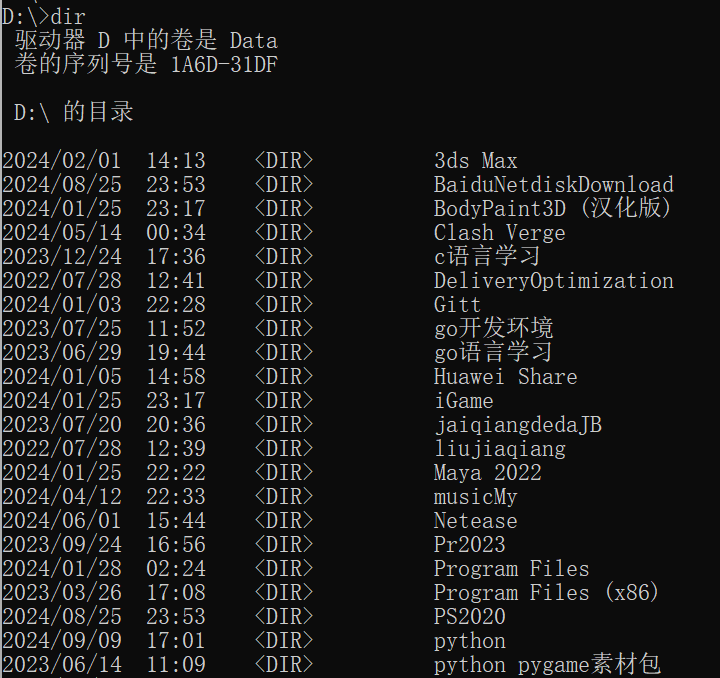 D:\>dir
驱动器 D 中的卷是 Data
卷的序列号是 1A6D-31DF
D:\ 的目录
2024/02/01  14:13    <DIR>          3ds Max
2024/08/25  23:53    <DIR>          BaiduNetdiskDownload
2024/01/25  23:17    <DIR>          BodyPaint3D (汉化版)
2024/05/14  00:34    <DIR>          Clash Verge
2023/12/24  17:36    <DIR>          c语言学习
2022/07/28  12:41    <DIR>          DeliveryOptimization
2024/01/03  22:28    <DIR>          Gitt
2023/07/25  11:52    <DIR>          go开发环境
2023/06/29  19:44    <DIR>          go语言学习
2024/01/05  14:58    <DIR>          Huawei Share
2024/01/25  23:17    <DIR>          iGame
2023/07/20  20:36    <DIR>          jaiqiangdedaJB
2022/07/28  12:39    <DIR>          liujiaqiang
2024/01/25  22:22    <DIR>          Maya 2022
2024/04/12  22:33    <DIR>          musicMy
2024/06/01  15:44    <DIR>          Netease
2023/09/24  16:56    <DIR>          Pr2023
2024/01/28  02:24    <DIR>          Program Files
2023/03/26  17:08    <DIR>          Program Files (x86)
2024/08/25  23:53    <DIR>          PS2020
2024/09/09  17:01    <DIR>          python
2023/06/14  11:09    <DIR>          python pygame素材包